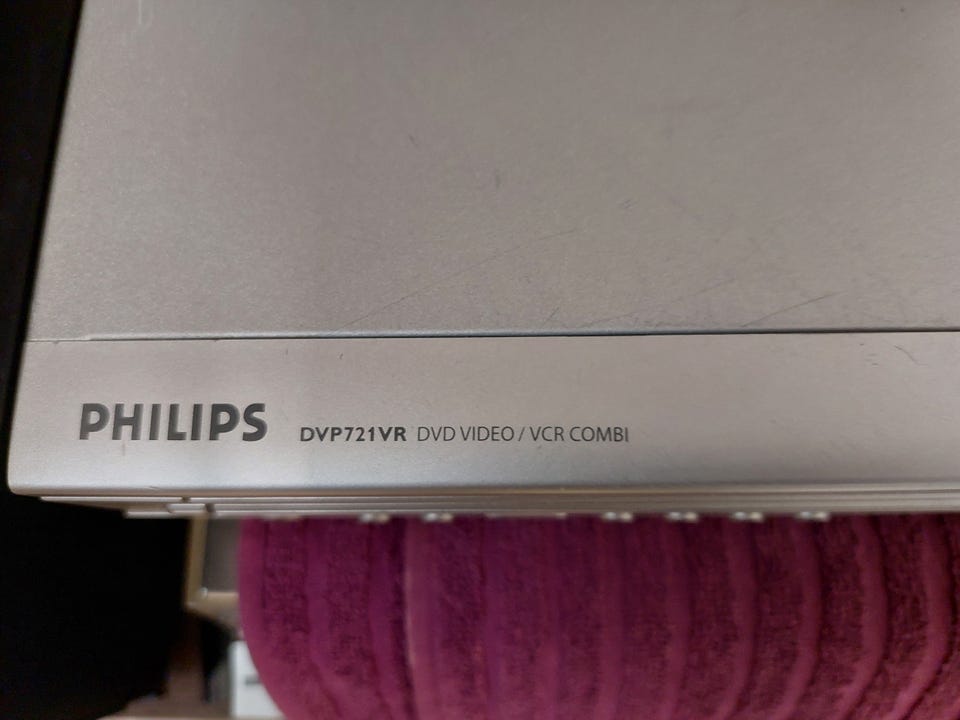 PHILIPS DVP721VR DVD VIDEO / VCR COMBI